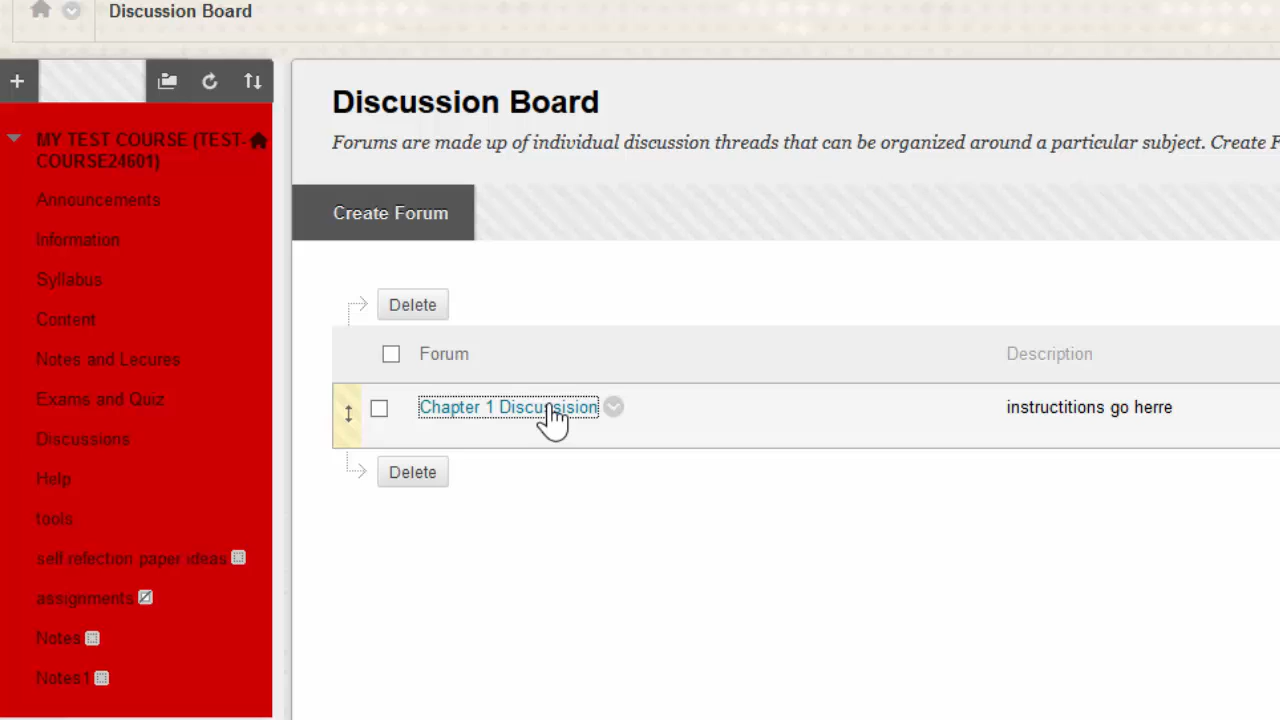 Discussion Board
MY TEST COURSE (TEST-
COURSE24601)
Announcements
Information
Syllabus
Content
Notes and Lecures
Exams and Quiz
Discussions
Help
tools
self refection paper ideas
assignments
Notes
Notes1
Discussion Board
Forums are made up of individual discussion threads that can be organized around a particular subject. Create F
Create Forum
Delete
Forum Description
Chapter 1 Discussision instructitions go herre
Delete